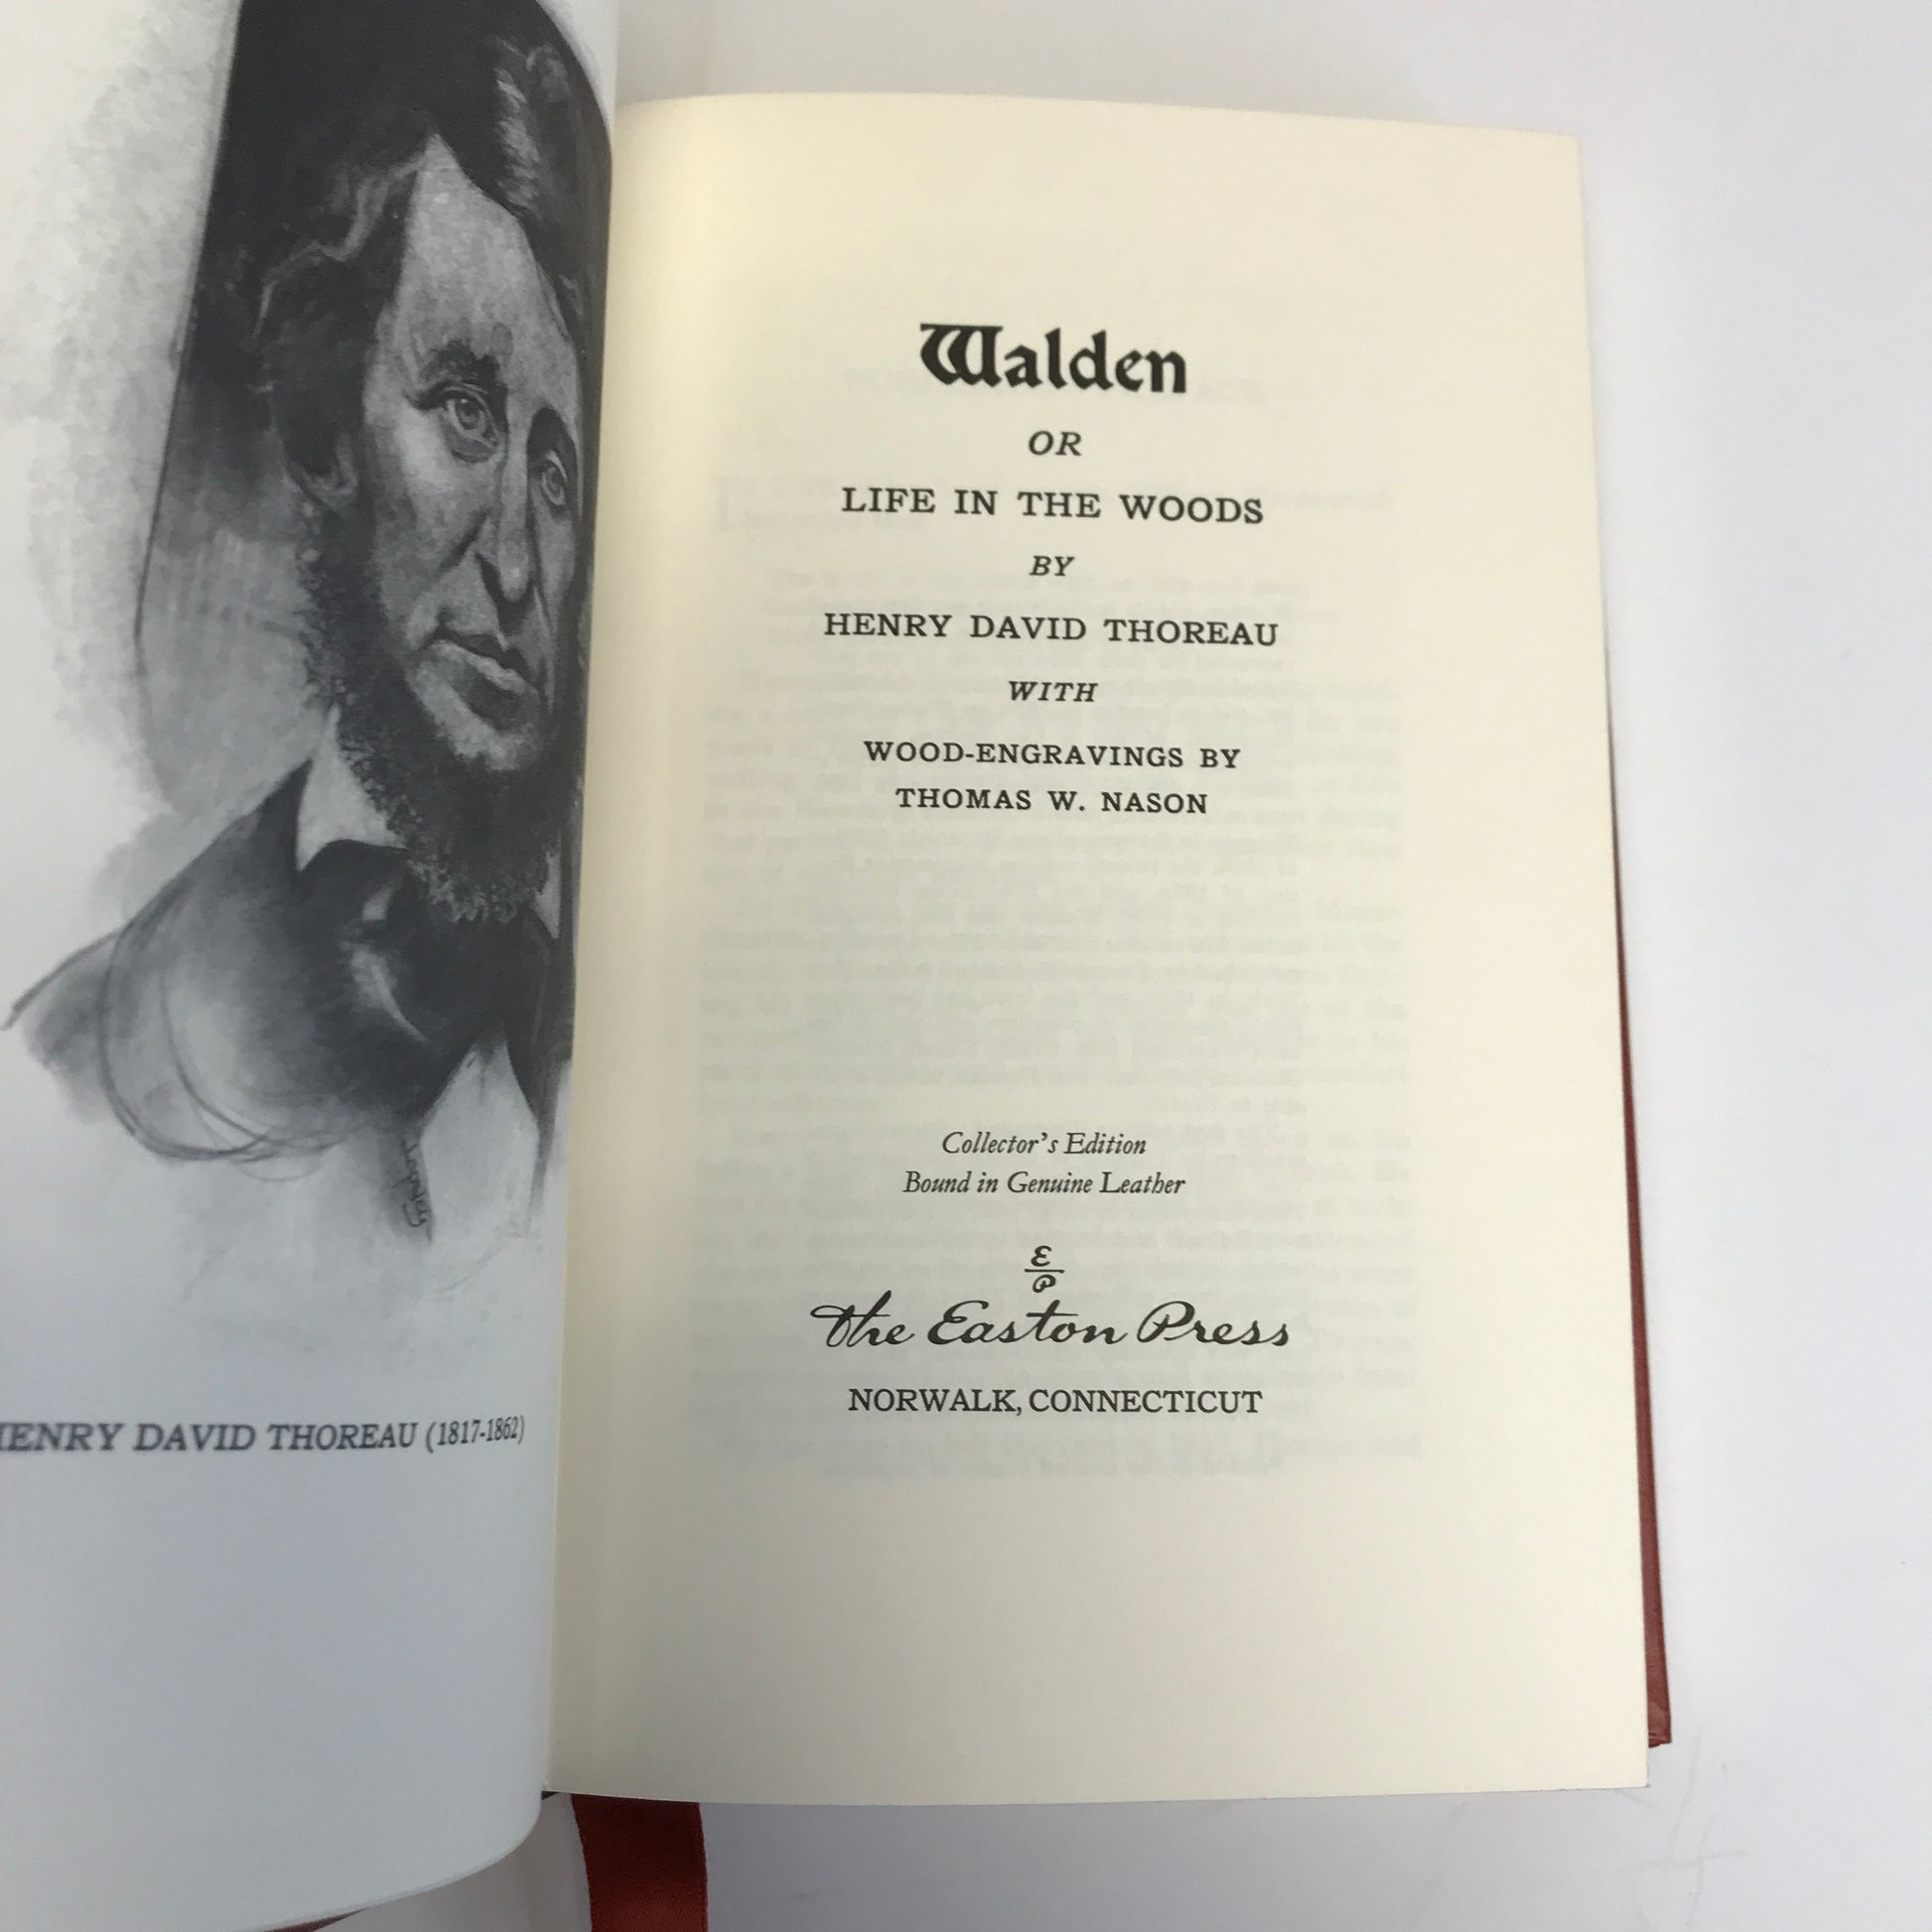 HENRY DAVID THOREAU (1817-1862)
Walden
OR
LIFE IN THE WOODS
BY
HENRY DAVID THOREAU
WITH
WOOD-ENGRAVINGS BY
THOMAS W. NASON
Collector's Edition
Bound in Genuine Leather
The Easton Press
NORWALK, CONNECTICUT